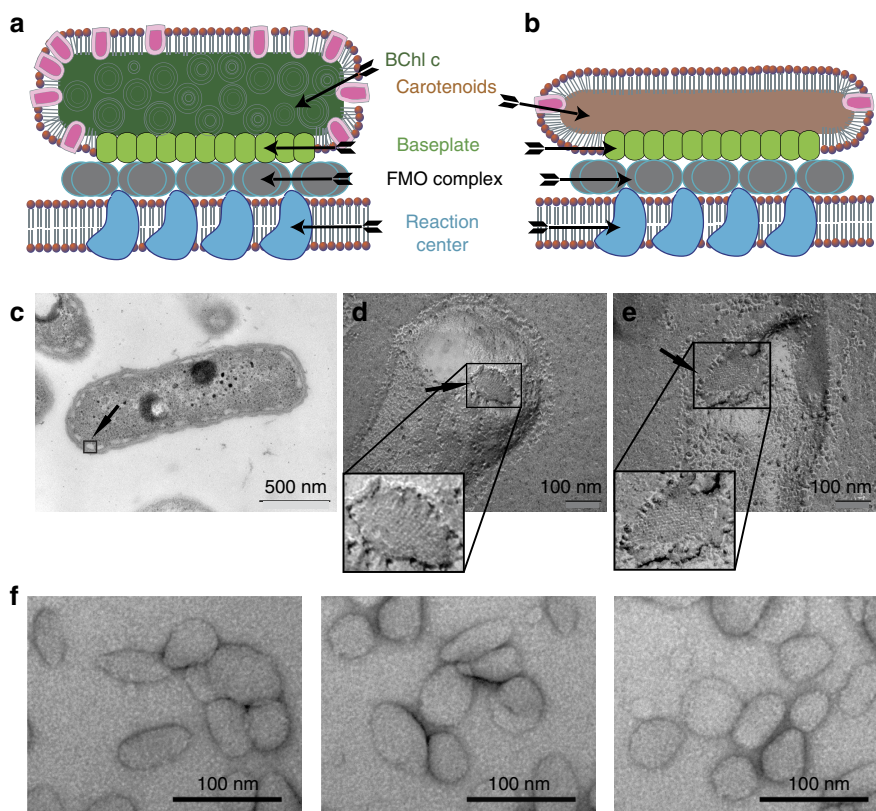 a
b
BChl c
Carotenoids
Baseplate
FMO complex
Reaction
center
c
d
e
500 nm
100 nm
100 nm
f
100 nm
100 nm
100 nm